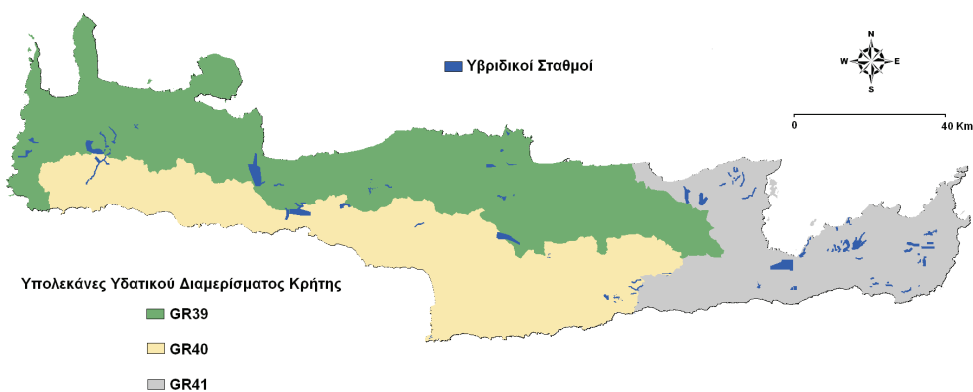 Υβριδικοί Σταθμοί
N
W E
S
0 40 Km
Υπολεκάνες Υδατικού Διαμερίσματος Κρήτης
GR39
GR40
GR41